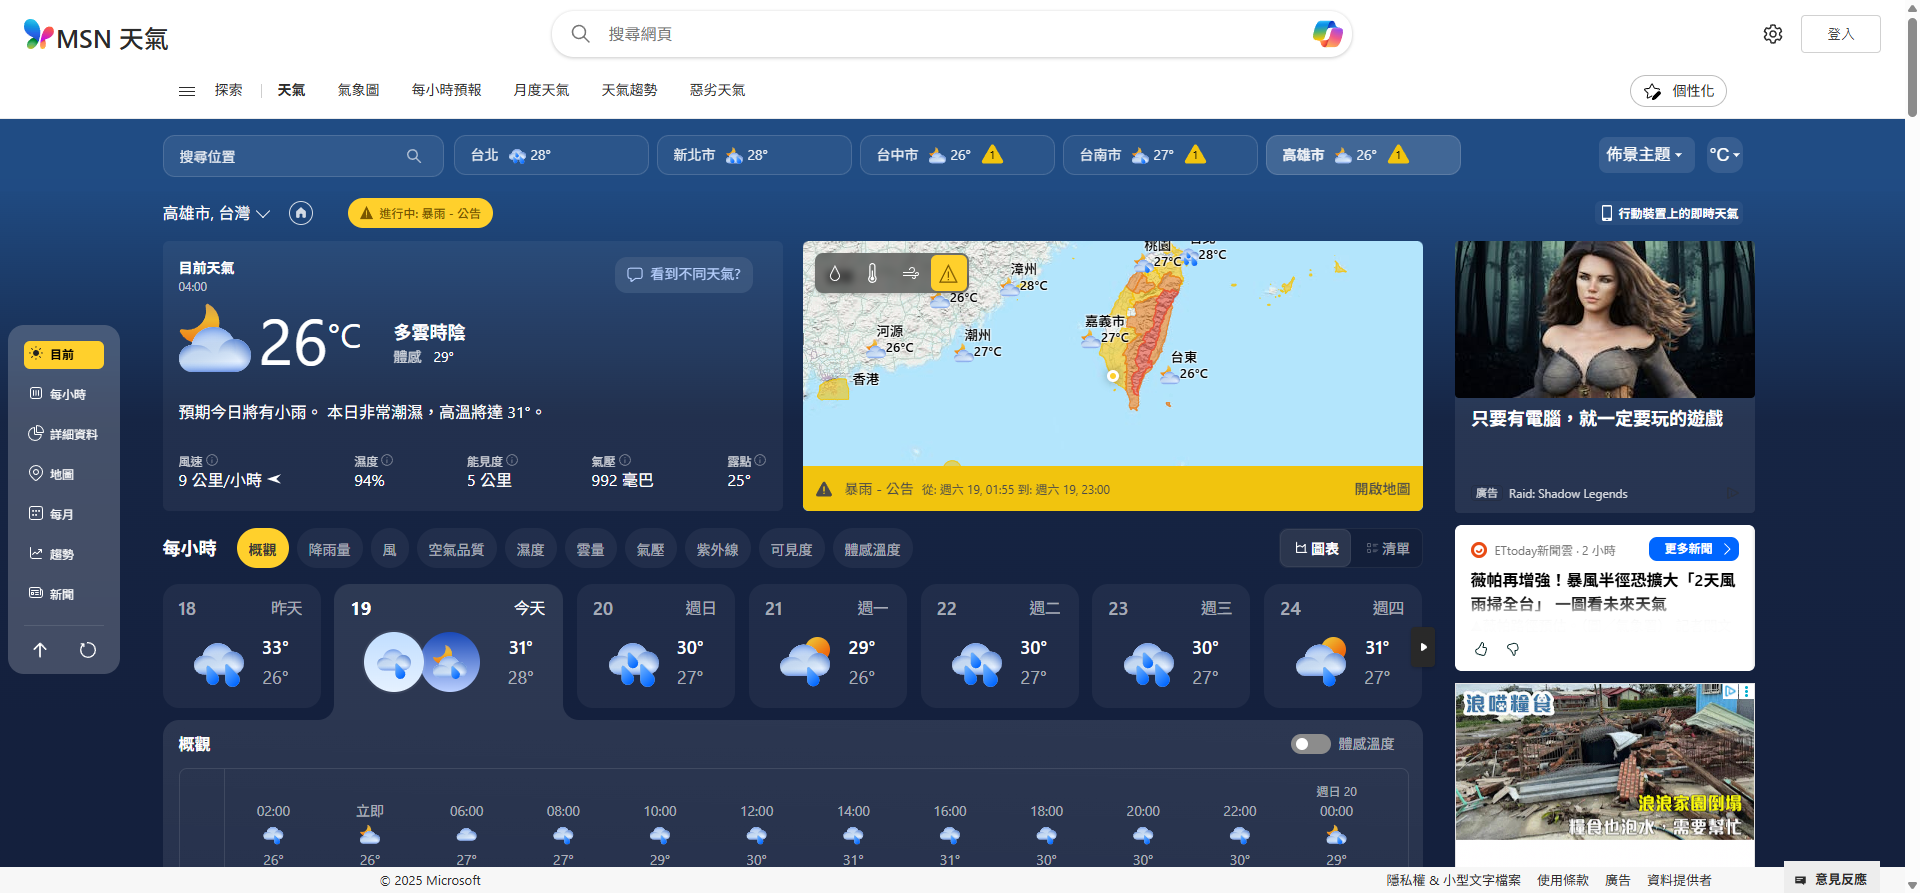 MSN 天氣
搜尋網頁
登入
探索
天氣
氣象圖
每小時預報
月度天氣
天氣趨勢
惡劣天氣
個性化
搜尋位置
台北 28°
新北市 28°
台中市 26° 1
台南市 27° 1
高雄市 26° 1
佈景主題
°C
高雄市, 台灣
進行中: 暴雨 - 公告
行動裝置上的即時天氣
目前天氣
04:00
看到不同天氣?
26°C
多雲時陰
體感 29°
預期今日將有小雨。 本日非常潮濕，高溫將達 31°。
風速
9 公里/小時
濕度
94%
能見度
5 公里
氣壓
992 毫巴
露點
25°
目前
每小時
詳細資料
地圖
每月
趨勢
新聞
桃園
27°C
28°C
漳州
28°C
26°C
河源
26°C
潮州
27°C
嘉義市
27°C
台東
26°C
香港
暴雨 - 公告 從: 週六 19, 01:55 到: 週六 19, 23:00
開啟地圖
只要有電腦，就一定要玩的遊戲
廣告 Raid: Shadow Legends
ETtoday新聞雲 · 2 小時
更多新聞
薇帕再增強！暴風半徑恐擴大「2天風
雨掃全台」 一圖看未來天氣
浪喵糧食
浪浪家園倒塌
糧食也泡水，需要幫忙
每小時
概觀
降雨量
風
空氣品質
濕度
雲量
氣壓
紫外線
可見度
體感溫度
圖表
清單
18 昨天
33°
26°
19 今天
31°
28°
20 週日
30°
27°
21 週一
29°
26°
22 週二
30°
27°
23 週三
30°
27°
24 週四
31°
27°
概觀
體感溫度
週日 20
02:00 立即 06:00 08:00 10:00 12:00 14:00 16:00 18:00 20:00 22:00 00:00
26° 26° 27° 27° 29° 30° 31° 31° 30° 30° 30° 29°
© 2025 Microsoft
隱私權 & 小型文字檔案
使用條款
廣告
資料提供者
意見反應